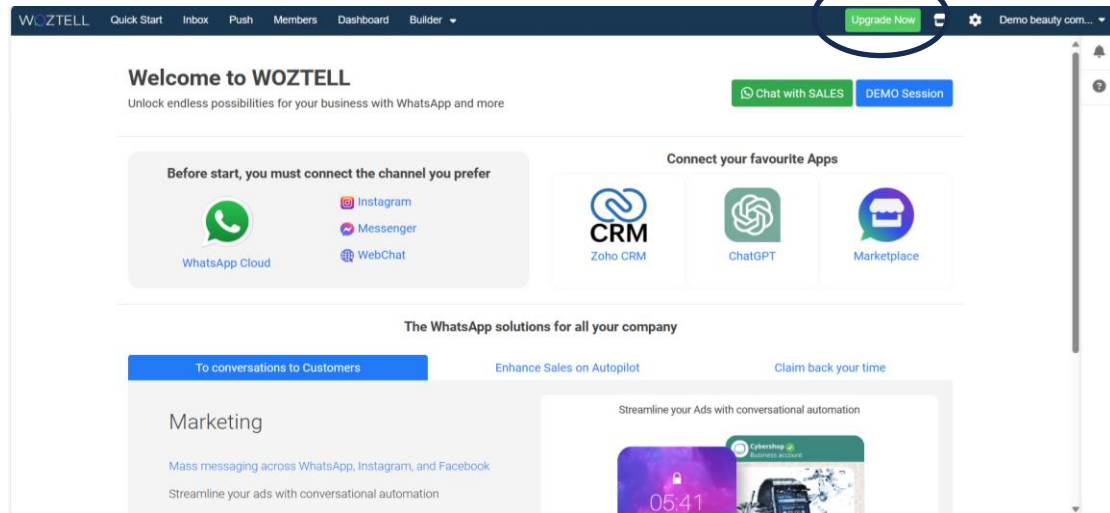 WOZTELL Quick Start Inbox Push Members Dashboard Builder Upgrade Now Demo beauty com...
Welcome to WOZTELL
Unlock endless possibilities for your business with WhatsApp and more
Chat with SALES DEMO Session
Before start, you must connect the channel you prefer
WhatsApp Cloud
Instagram
Messenger
WebChat
Connect your favourite Apps
CRM
Zoho CRM ChatGPT Marketplace
The WhatsApp solutions for all your company
To conversations to Customers Enhance Sales on Autopilot Claim back your time
Marketing
Mass messaging across WhatsApp, Instagram, and Facebook
Streamline your ads with conversational automation
Streamline your Ads with conversational automation
05:41
Cybershop
Business account